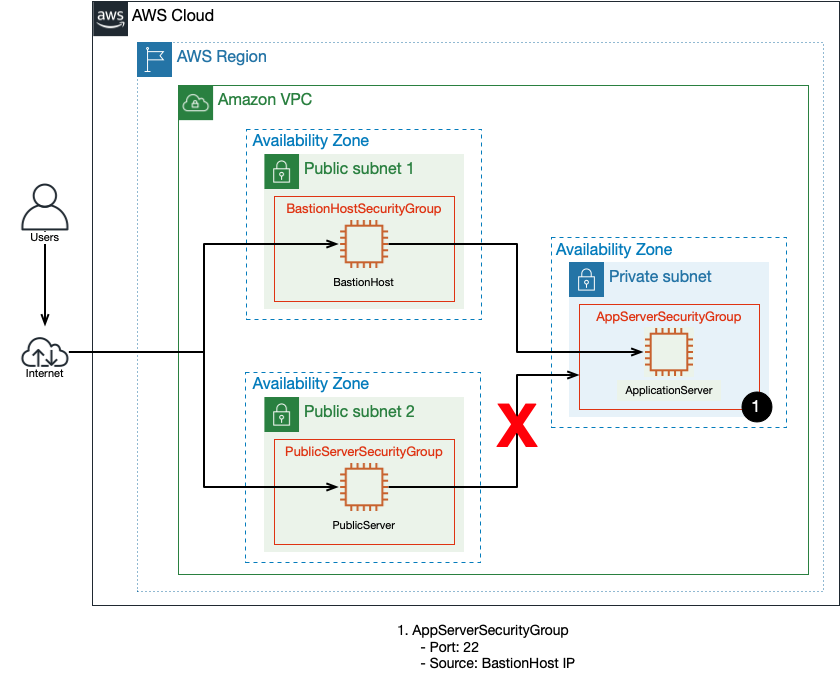 aws
AWS Cloud
AWS Region
Amazon VPC
Availability Zone
Public subnet 1
BastionHostSecurityGroup
BastionHost
Users
Internet
Availability Zone
Private subnet
AppServerSecurityGroup
ApplicationServer
1
Availability Zone
Public subnet 2
PublicServerSecurityGroup
PublicServer
X
1. AppServerSecurityGroup
- Port: 22
- Source: BastionHost IP